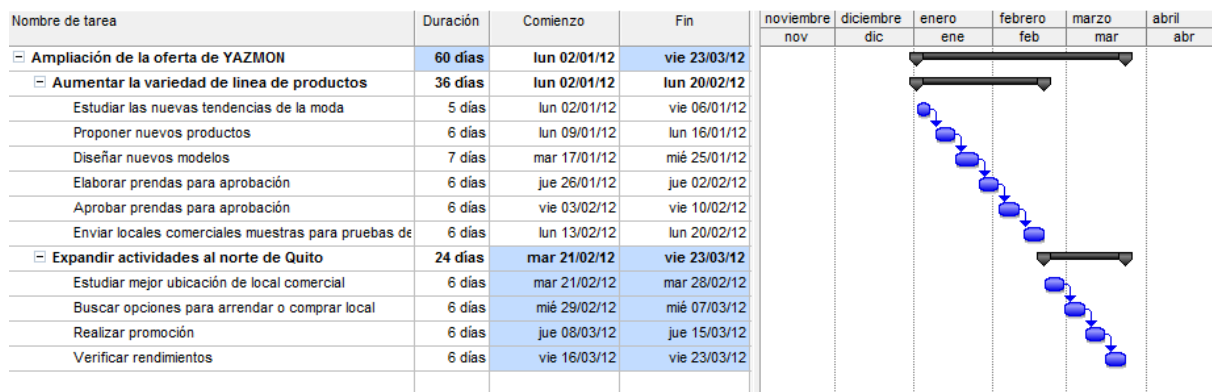 Nombre de tarea Duración Comienzo Fin noviembre diciembre enero febrero marzo abril
nov dic ene feb mar abr
Ampliación de la oferta de YAZMON 60 días lun 02/01/12 vie 23/03/12
Aumentar la variedad de linea de productos 36 días lun 02/01/12 lun 20/02/12
Estudiar las nuevas tendencias de la moda 5 días lun 02/01/12 vie 06/01/12
Proponer nuevos productos 6 días lun 09/01/12 lun 16/01/12
Diseñar nuevos modelos 7 días mar 17/01/12 mié 25/01/12
Elaborar prendas para aprobación 6 días jue 26/01/12 jue 02/02/12
Aprobar prendas para aprobación 6 días vie 03/02/12 vie 10/02/12
Enviar locales comerciales muestras para pruebas de 6 días lun 13/02/12 lun 20/02/12
Expandir actividades al norte de Quito 24 días mar 21/02/12 vie 23/03/12
Estudiar mejor ubicación de local comercial 6 días mar 21/02/12 mar 28/02/12
Buscar opciones para arrendar o comprar local 6 días mié 29/02/12 mié 07/03/12
Realizar promoción 6 días jue 08/03/12 jue 15/03/12
Verificar rendimientos 6 días vie 16/03/12 vie 23/03/12